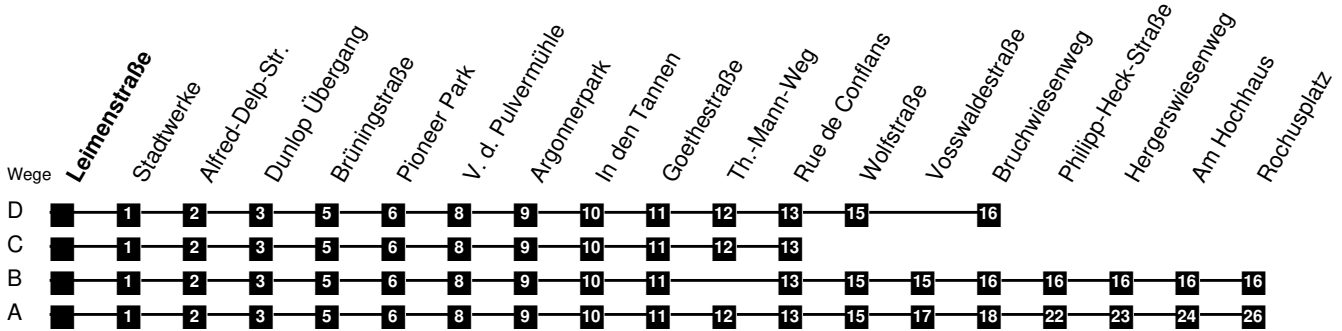 Leimenstraße
Stadtwerke
Alfred-Delp-Str.
Dunlop Übergang
Brüningstraße
Pioneer Park
V. d. Pulvermühle
Argonnerpark
In den Tannen
Goethestraße
Th.-Mann-Weg
Rue de Conflans
Wolfstraße
Vosswaldestraße
Bruchwiesenweg
Philipp-Heck-Straße
Hergerswiesenweg
Am Hochhaus
Rochusplatz
Wege
D 1 2 3 5 6 8 9 10 11 12 13 15 16
C 1 2 3 5 6 8 9 10 11 12 13
B 1 2 3 5 6 8 9 10 11 13 15 15 16 16 16 16 16
A 1 2 3 5 6 8 9 10 11 12 13 15 17 18 22 23 24 26